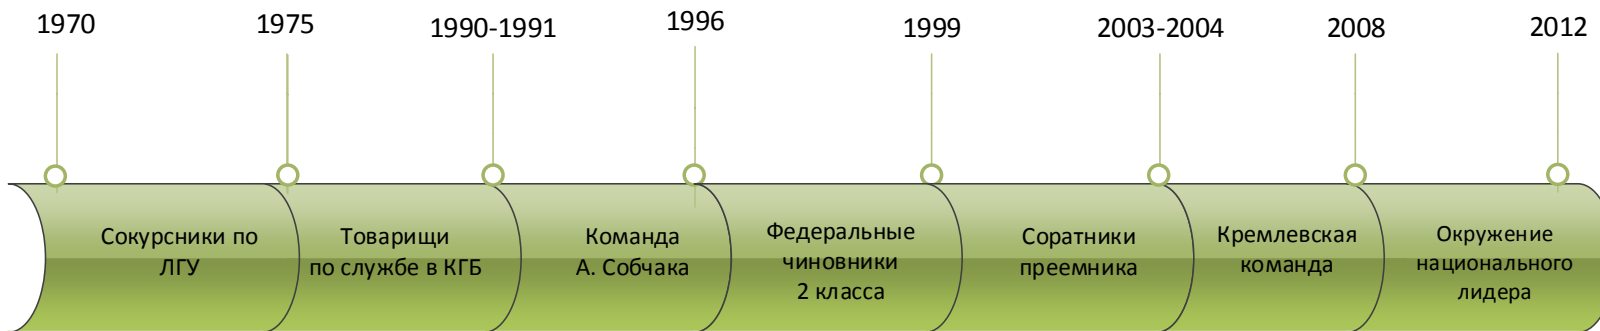 1970
1975
1990-1991
1996
1999
2003-2004
2008
2012
Сокурсники по
ЛГУ
Товарищи
по службе в КГБ
Команда
А. Собчака
Федеральные
чиновники
2 класса
Соратники
преемника
Кремлевская
команда
Окружение
национального
лидера